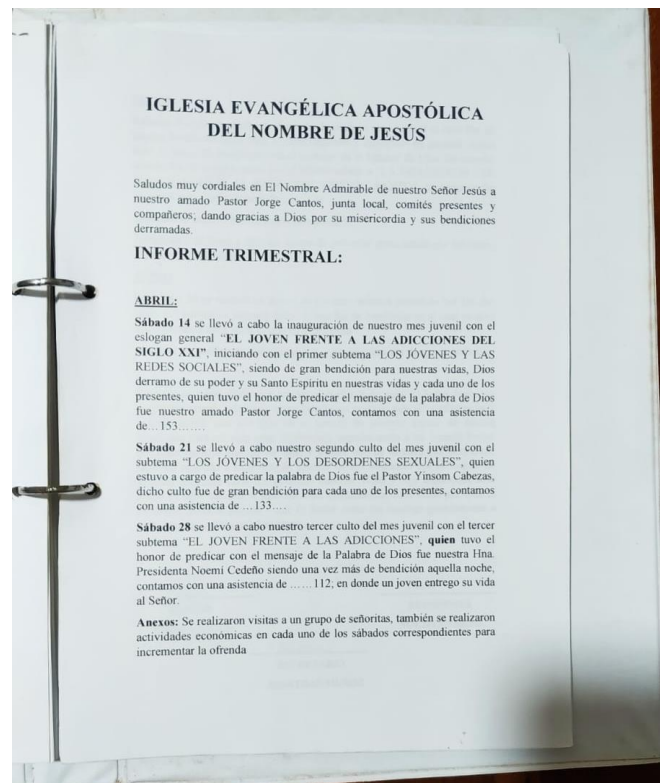 IGLESIA EVANGÉLICA APOSTÓLICA
DEL NOMBRE DE JESÚS
Saludos muy cordiales en El Nombre Admirable de nuestro Señor Jesús a
nuestro amado Pastor Jorge Cantos, junta local, comités presentes y
compañeros; dando gracias a Dios por su misericordia y sus bendiciones
derramadas.
INFORME TRIMESTRAL:
ABRIL:
Sábado 14 se llevó a cabo la inauguración de nuestro mes juvenil con el
eslogan general “EL JOVEN FRENTE A LAS ADICCIONES DEL
SIGLO XXI”, iniciando con el primer subtema “LOS JÓVENES Y LAS
REDES SOCIALES”, siendo de gran bendición para nuestras vidas, Dios
derramo de su poder y su Santo Espíritu en nuestras vidas y cada uno de los
presentes, quien tuvo el honor de predicar el mensaje de la palabra de Dios
fue nuestro amado Pastor Jorge Cantos, contamos con una asistencia
de…153…….
Sábado 21 se llevó a cabo nuestro segundo culto del mes juvenil con el
subtema “LOS JÓVENES Y LOS DESORDENES SEXUALES”, quien
estuvo a cargo de predicar la palabra de Dios fue el Pastor Yinsom Cabezas,
dicho culto fue de gran bendición para cada uno de los presentes, contamos
con una asistencia de …133….
Sábado 28 se llevó a cabo nuestro tercer culto del mes juvenil con el tercer
subtema “EL JOVEN FRENTE A LAS ADICCIONES”, quien tuvo el
honor de predicar con el mensaje de la Palabra de Dios fue nuestra Hna.
Presidenta Noemí Cedeño siendo una vez más de bendición aquella noche,
contamos con una asistencia de ……112; en donde un joven entrego su vida
al Señor.
Anexos: Se realizaron visitas a un grupo de señoritas, también se realizaron
actividades económicas en cada uno de los sábados correspondientes para
incrementar la ofrenda